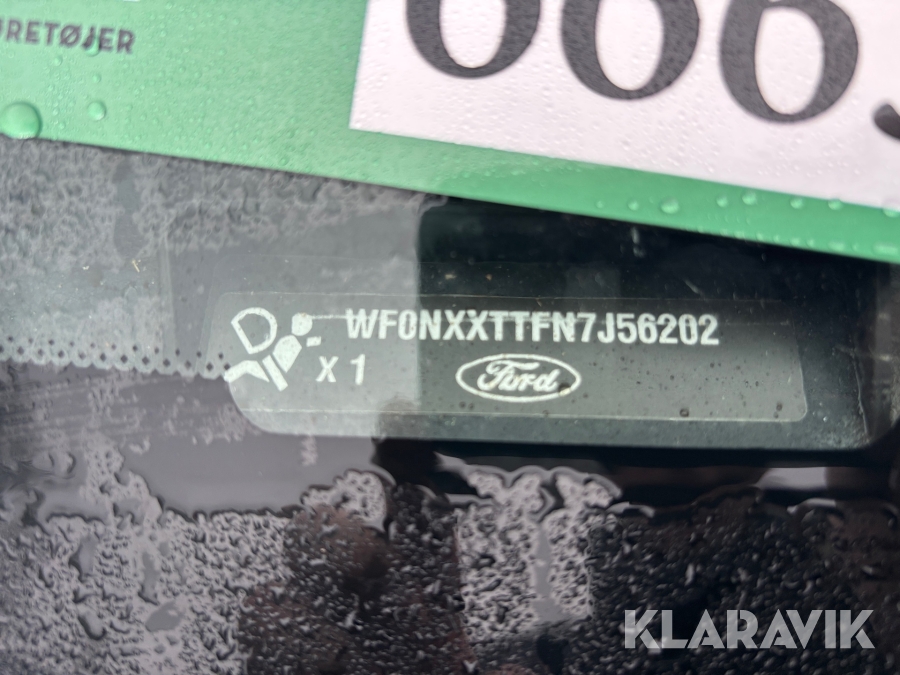 URETØJER
WF0NXXTTFN7J56202
x 1
Ford
KLARAVIK